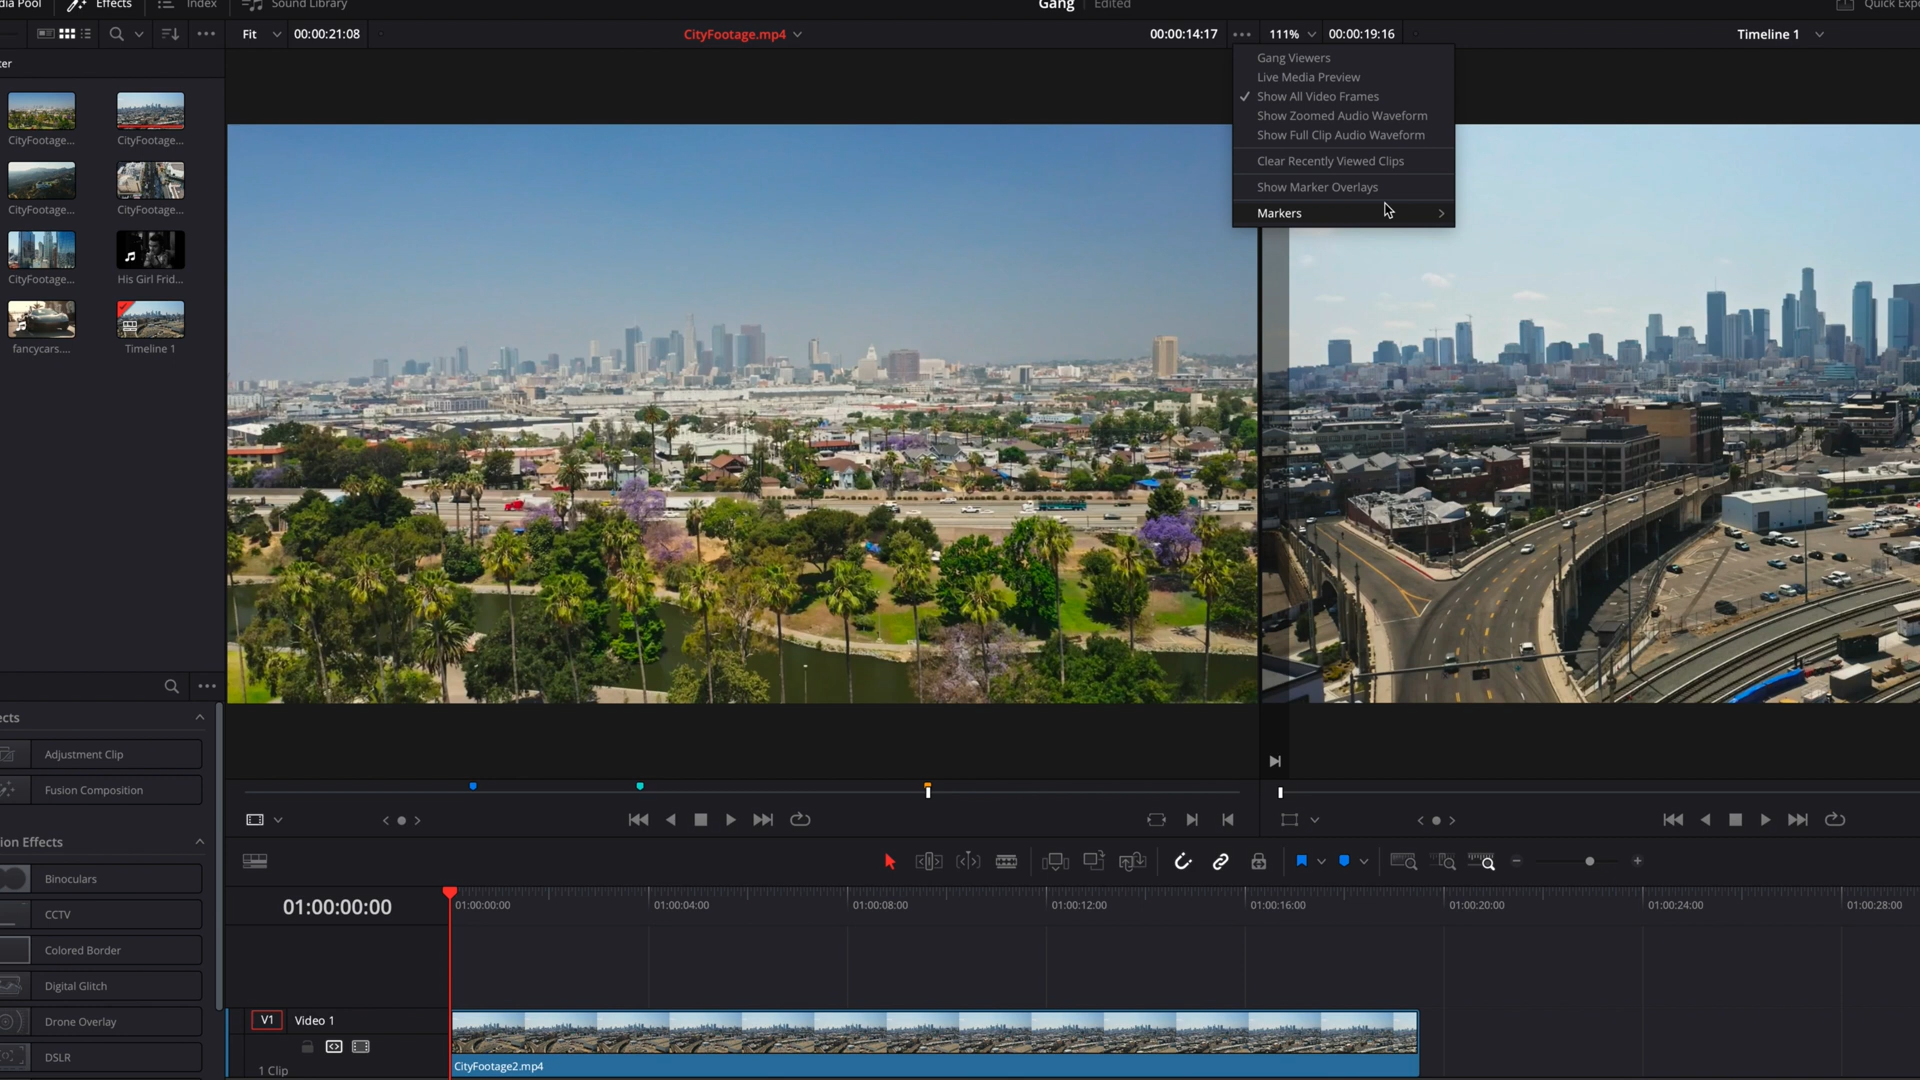 dia Pool
Effects
Index
Sound Library
Gang
Edited
Quick Expo
Fit
00:00:21:08
CityFootage.mp4
00:00:14:17
111%
00:00:19:16
Timeline 1
ter
CityFootage...
CityFootage...
CityFootage...
CityFootage...
CityFootage...
His Girl Frid...
fancycars....
Timeline 1
Gang Viewers
Live Media Preview
Show All Video Frames
Show Zoomed Audio Waveform
Show Full Clip Audio Waveform
Clear Recently Viewed Clips
Show Marker Overlays
Markers
ects
Adjustment Clip
Fusion Composition
ion Effects
Binoculars
CCTV
Colored Border
Digital Glitch
Drone Overlay
DSLR
01:00:00:00
01:00:00:00
01:00:04:00
01:00:08:00
01:00:12:00
01:00:16:00
01:00:20:00
01:00:24:00
01:00:28:00
V1
Video 1
1 Clip
CityFootage2.mp4